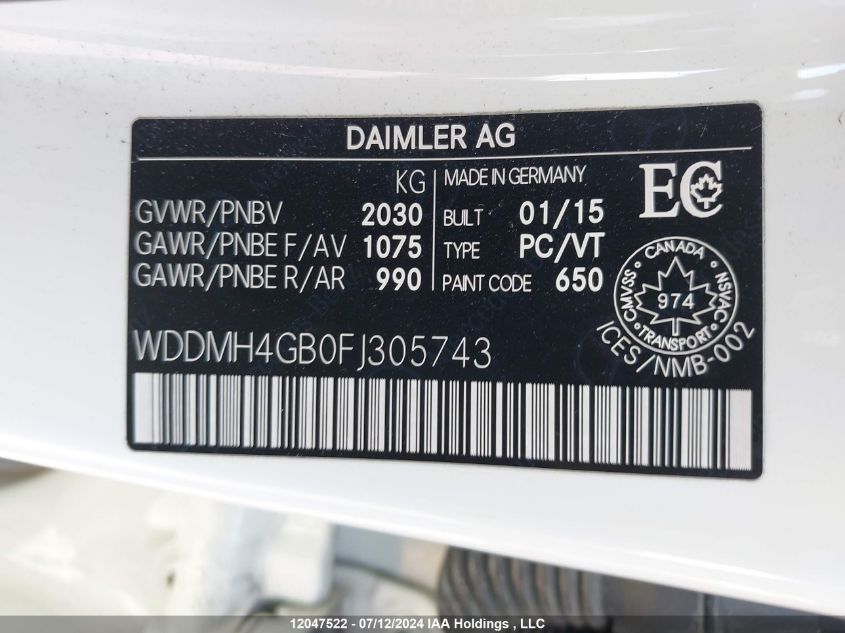 DAIMLER AG
KG
MADE IN GERMANY
EC
GVWR/PNBV 2030
BUILT 01/15
GAWR/PNBE F/AV 1075
TYPE PC/VT
GAWR/PNBE R/AR 990
PAINT CODE 650
CANADA
CMVSS NSVAC
974
TRANSPORT
ICES/NMB-002
WDDMH4GB0FJ305743
12047522 - 07/12/2024 IAA Holdings , LLC